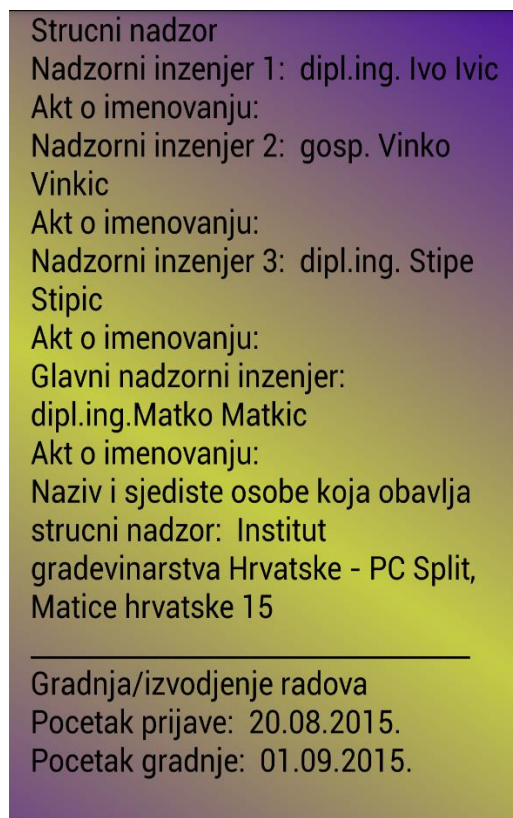 Strucni nadzor
Nadzorni inzenjer 1:  dipl.ing. Ivo Ivic
Akt o imenovanju:
Nadzorni inzenjer 2:  gosp. Vinko
Vinkic
Akt o imenovanju:
Nadzorni inzenjer 3:  dipl.ing. Stipe
Stipic
Akt o imenovanju:
Glavni nadzorni inzenjer:
dipl.ing.Matko Matkic
Akt o imenovanju:
Naziv i sjediste osobe koja obavlja
strucni nadzor:  Institut
gradevinarstva Hrvatske - PC Split,
Matice hrvatske 15
Gradnja/izvodjenje radova
Pocetak prijave:  20.08.2015.
Pocetak gradnje:  01.09.2015.